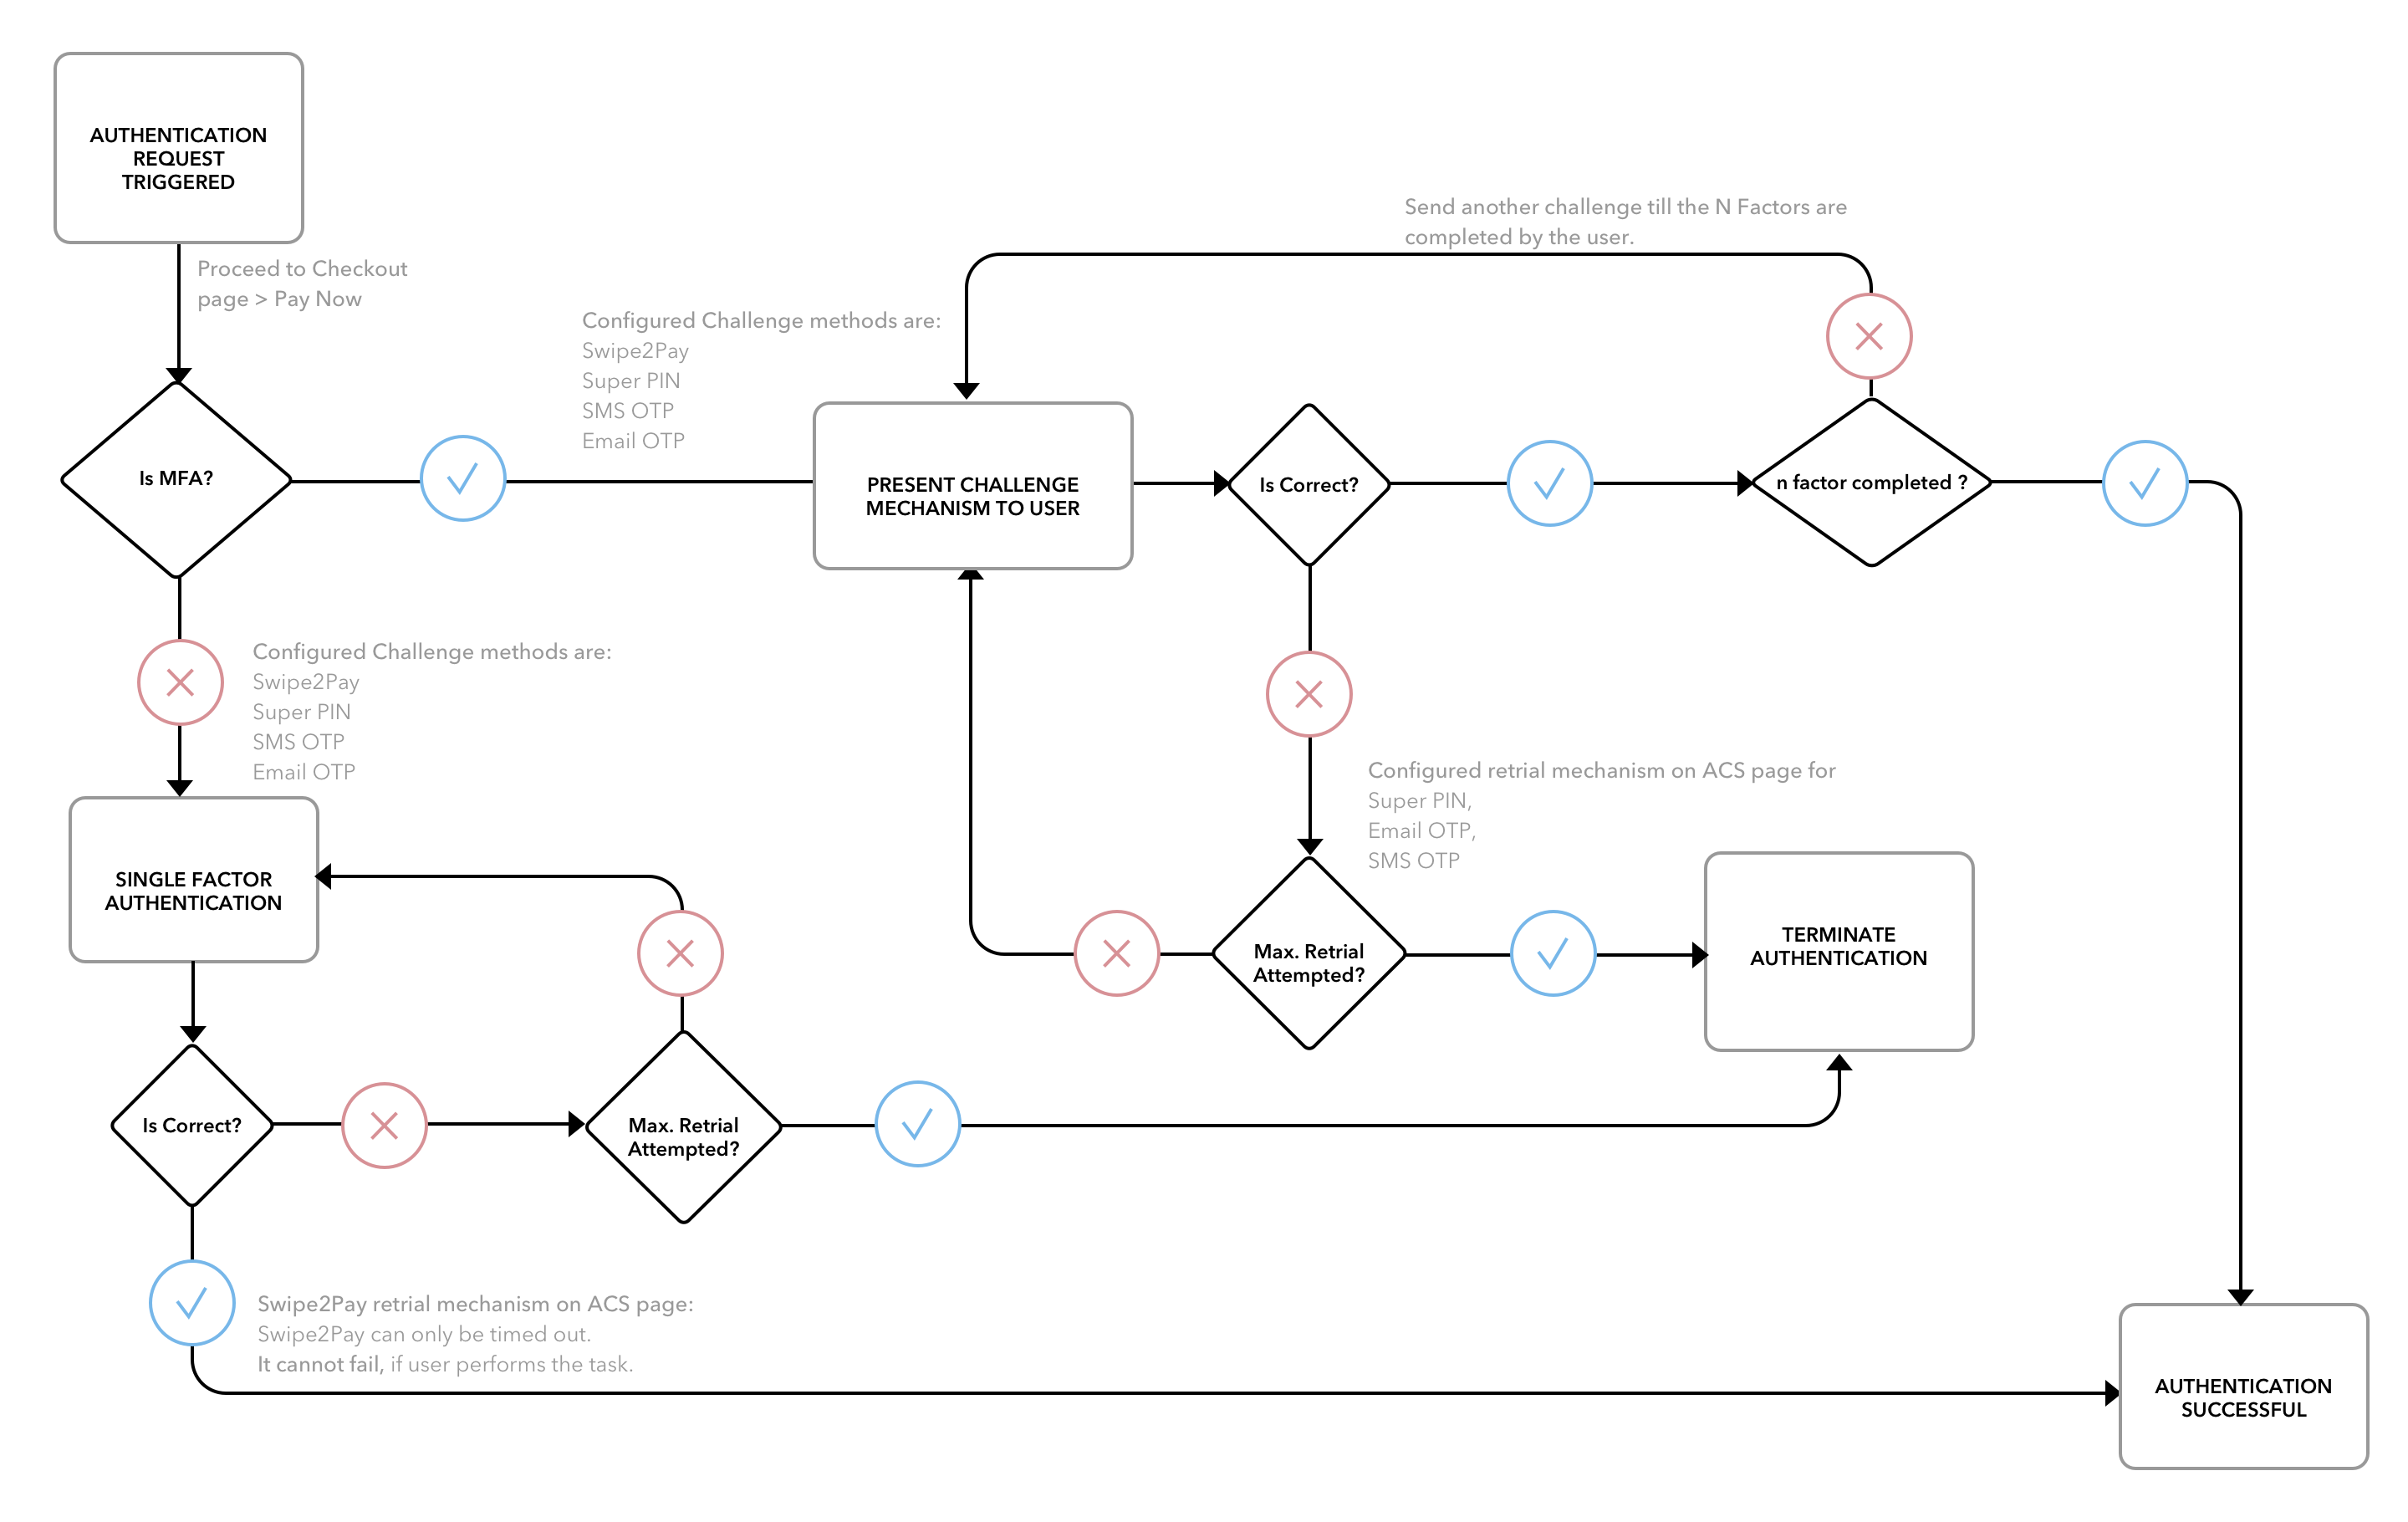 AUTHENTICATION
REQUEST
TRIGGERED
Proceed to Checkout
page > Pay Now
Send another challenge till the N Factors are
completed by the user.
Configured Challenge methods are:
Swipe2Pay
Super PIN
SMS OTP
Email OTP
Is MFA?
PRESENT CHALLENGE
MECHANISM TO USER
Is Correct?
n factor completed ?
Configured Challenge methods are:
Swipe2Pay
Super PIN
SMS OTP
Email OTP
Configured retrial mechanism on ACS page for
Super PIN,
Email OTP,
SMS OTP
SINGLE FACTOR
AUTHENTICATION
Max. Retrial
Attempted?
TERMINATE
AUTHENTICATION
Is Correct?
Max. Retrial
Attempted?
Swipe2Pay retrial mechanism on ACS page:
Swipe2Pay can only be timed out.
It cannot fail, if user performs the task.
AUTHENTICATION
SUCCESSFUL